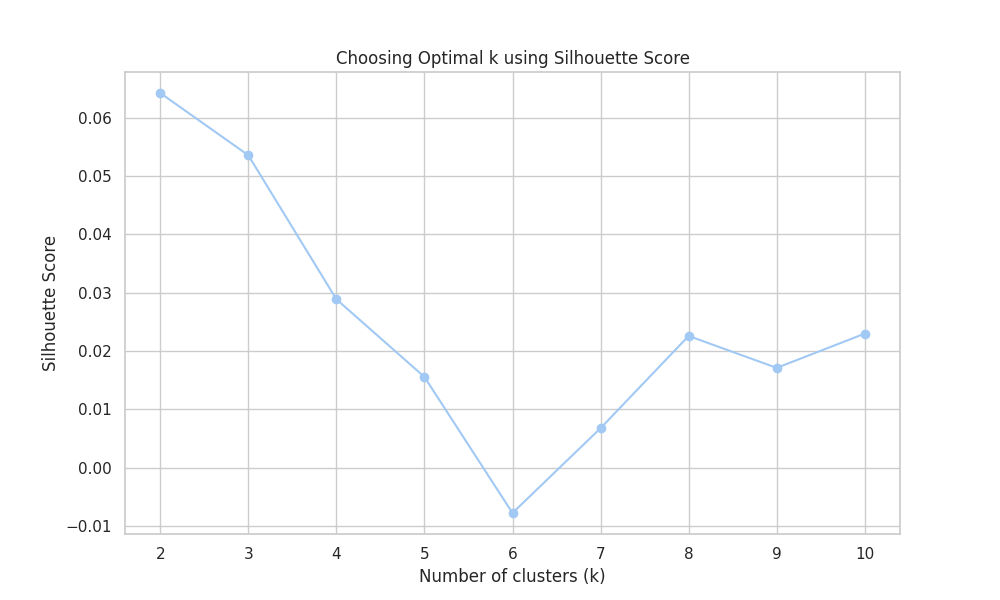 Choosing Optimal k using Silhouette Score
0.06
0.05
0.04
0.03
0.02
0.01
0.00
−0.01
Silhouette Score
2 3 4 5 6 7 8 9 10
Number of clusters (k)